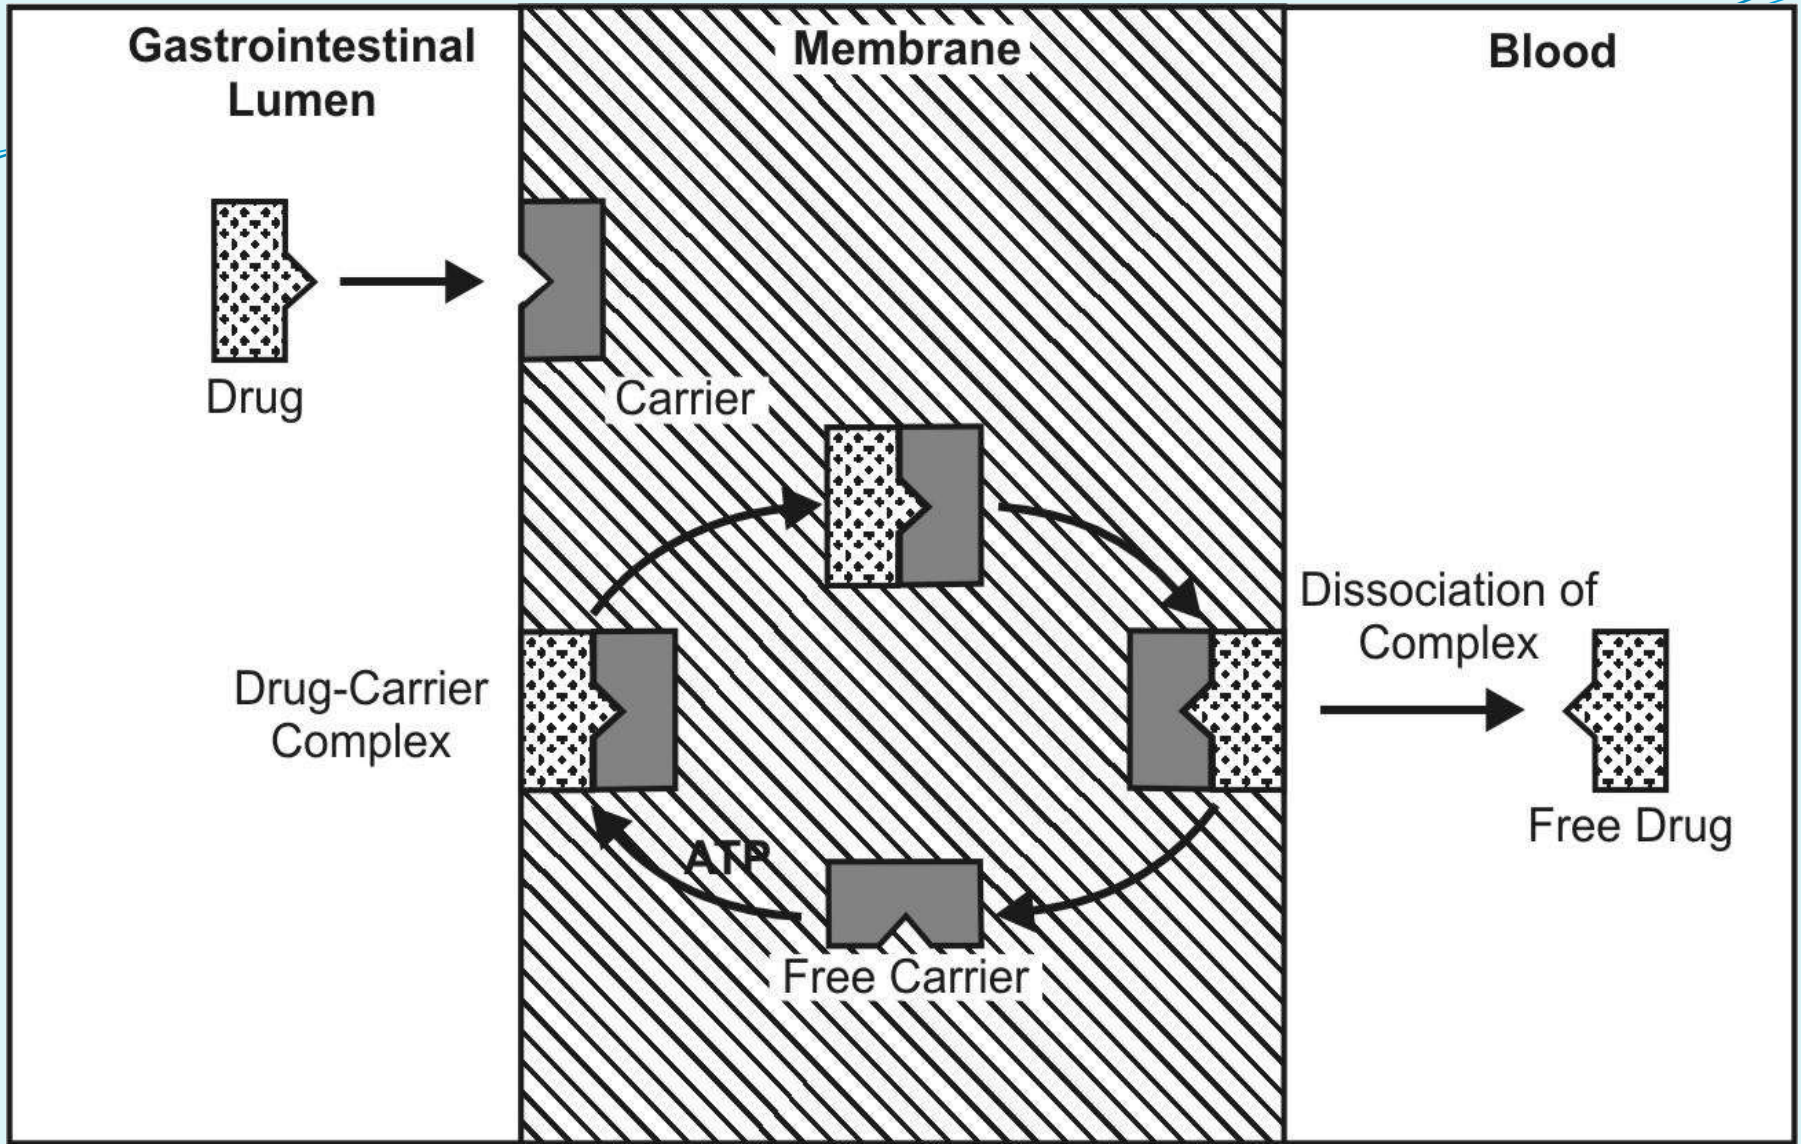 Gastrointestinal
Lumen
Membrane
Blood
Drug
Carrier
Drug-Carrier
Complex
Dissociation of
Complex
Free Drug
ATP
Free Carrier